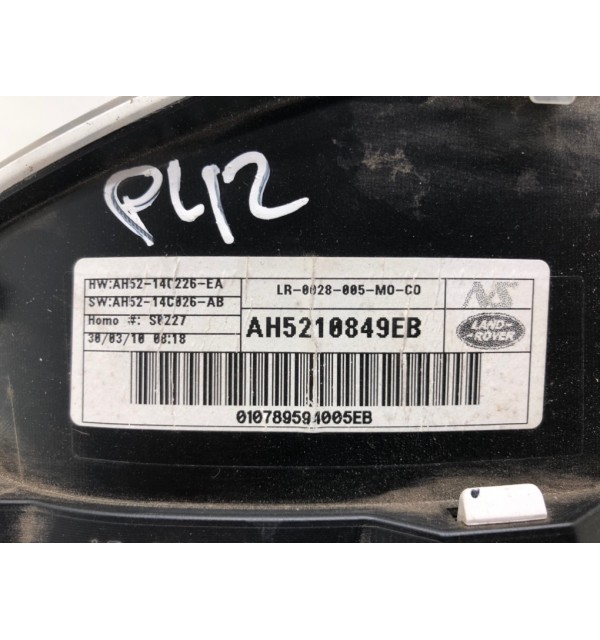 PL12
HW:AH52-14C226-EA
SW:AH52-14C026-AB
Homo #: S0227
30/03/10 08:18
LR-0028-005-MO-CO
AH5210849EB
NS
LAND-
ROVER
010789594005EB